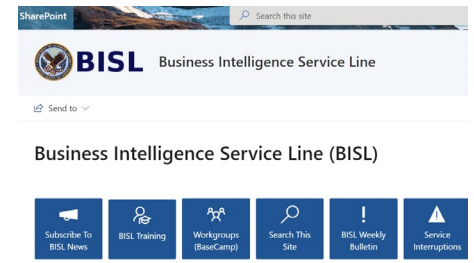 SharePoint
Search this site
BISL Business Intelligence Service Line
Send to
Business Intelligence Service Line (BISL)
Subscribe To
BISL News
BISL Training
Workgroups
(BaseCamp)
Search This
Site
BISL Weekly
Bulletin
Service
Interruptions